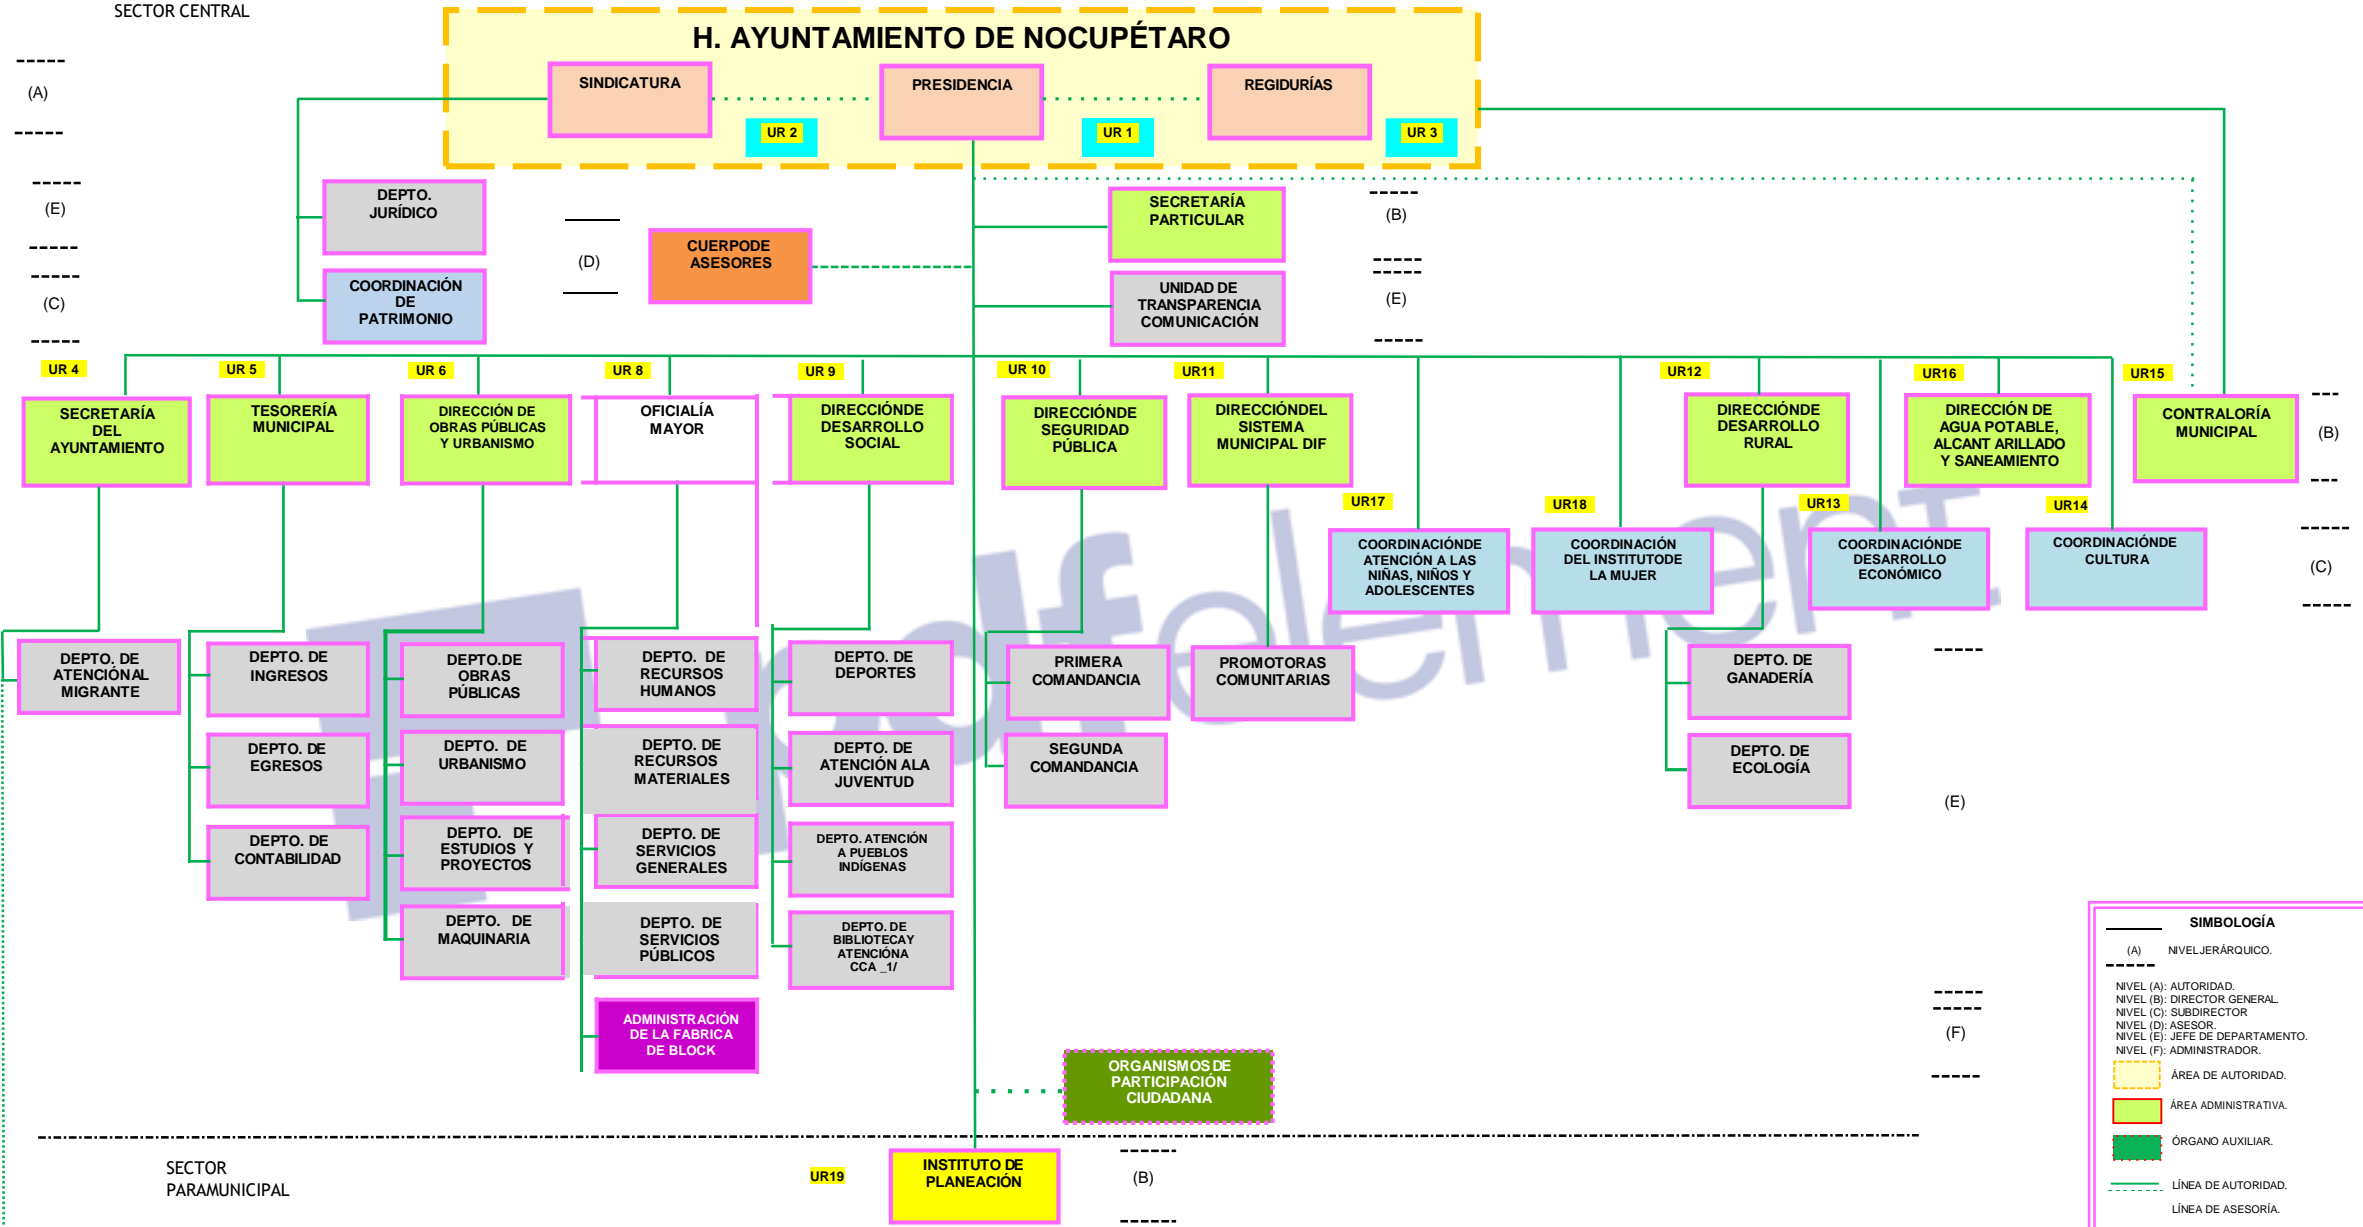 SECTOR CENTRAL
H. AYUNTAMIENTO DE NOCUPÉTARO
SINDICATURA
PRESIDENCIA
REGIDURÍAS
(A)
UR 2
UR 1
UR 3
DEPTO.
JURÍDICO
(E)
SECRETARÍA
PARTICULAR
(B)
CUERPODE
ASESORES
(D)
COORDINACIÓN
DE
PATRIMONIO
(C)
UNIDAD DE
TRANSPARENCIA
COMUNICACIÓN
(E)
UR 4
UR 5
UR 6
UR 8
UR 9
UR 10
UR11
UR12
UR16
UR15
SECRETARÍA
DEL
AYUNTAMIENTO
TESORERÍA
MUNICIPAL
DIRECCIÓN DE
OBRAS PÚBLICAS
Y URBANISMO
OFICIALÍA
MAYOR
DIRECCIÓNDE
DESARROLLO
SOCIAL
DIRECCIÓNDE
SEGURIDAD
PÚBLICA
DIRECCIÓNDEL
SISTEMA
MUNICIPAL DIF
DIRECCIÓNDE
DESARROLLO
RURAL
DIRECCIÓN DE
AGUA POTABLE,
ALCANT ARILLADO
Y SANEAMIENTO
CONTRALORÍA
MUNICIPAL
(B)
UR17
UR18
UR13
UR14
COORDINACIÓNDE
ATENCIÓN A LAS
NIÑAS, NIÑOS Y
ADOLESCENTES
COORDINACIÓN
DEL INSTITUTODE
LA MUJER
COORDINACIÓNDE
DESARROLLO
ECONÓMICO
COORDINACIÓNDE
CULTURA
(C)
pdfelement
DEPTO. DE
ATENCIÓNAL
MIGRANTE
DEPTO. DE
INGRESOS
DEPTO.DE
OBRAS
PÚBLICAS
DEPTO. DE
RECURSOS
HUMANOS
DEPTO. DE
DEPORTES
PRIMERA
COMANDANCIA
PROMOTORAS
COMUNITARIAS
DEPTO. DE
GANADERÍA
DEPTO. DE
EGRESOS
DEPTO. DE
URBANISMO
DEPTO. DE
RECURSOS
MATERIALES
DEPTO. DE
ATENCIÓN ALA
JUVENTUD
SEGUNDA
COMANDANCIA
DEPTO. DE
ECOLOGÍA
(E)
DEPTO. DE
CONTABILIDAD
DEPTO. DE
ESTUDIOS Y
PROYECTOS
DEPTO. DE
SERVICIOS
GENERALES
DEPTO. ATENCIÓN
A PUEBLOS
INDÍGENAS
DEPTO. DE
MAQUINARIA
DEPTO. DE
SERVICIOS
PÚBLICOS
DEPTO. DE
BIBLIOTECAY
ATENCIÓNA
CCA _1/
ADMINISTRACIÓN
DE LA FABRICA
DE BLOCK
(F)
ORGANISMOS DE
PARTICIPACIÓN
CIUDADANA
SIMBOLOGÍA
(A) NIVELJERÁRQUICO.
NIVEL (A): AUTORIDAD.
NIVEL (B): DIRECTOR GENERAL.
NIVEL (C): SUBDIRECTOR
NIVEL (D): ASESOR.
NIVEL (E): JEFE DE DEPARTAMENTO.
NIVEL (F): ADMINISTRADOR.
ÁREA DE AUTORIDAD.
ÁREA ADMINISTRATIVA.
ÓRGANO AUXILIAR.
LÍNEA DE AUTORIDAD.
LÍNEA DE ASESORÍA.
SECTOR
PARAMUNICIPAL
UR19
INSTITUTO DE
PLANEACIÓN
(B)